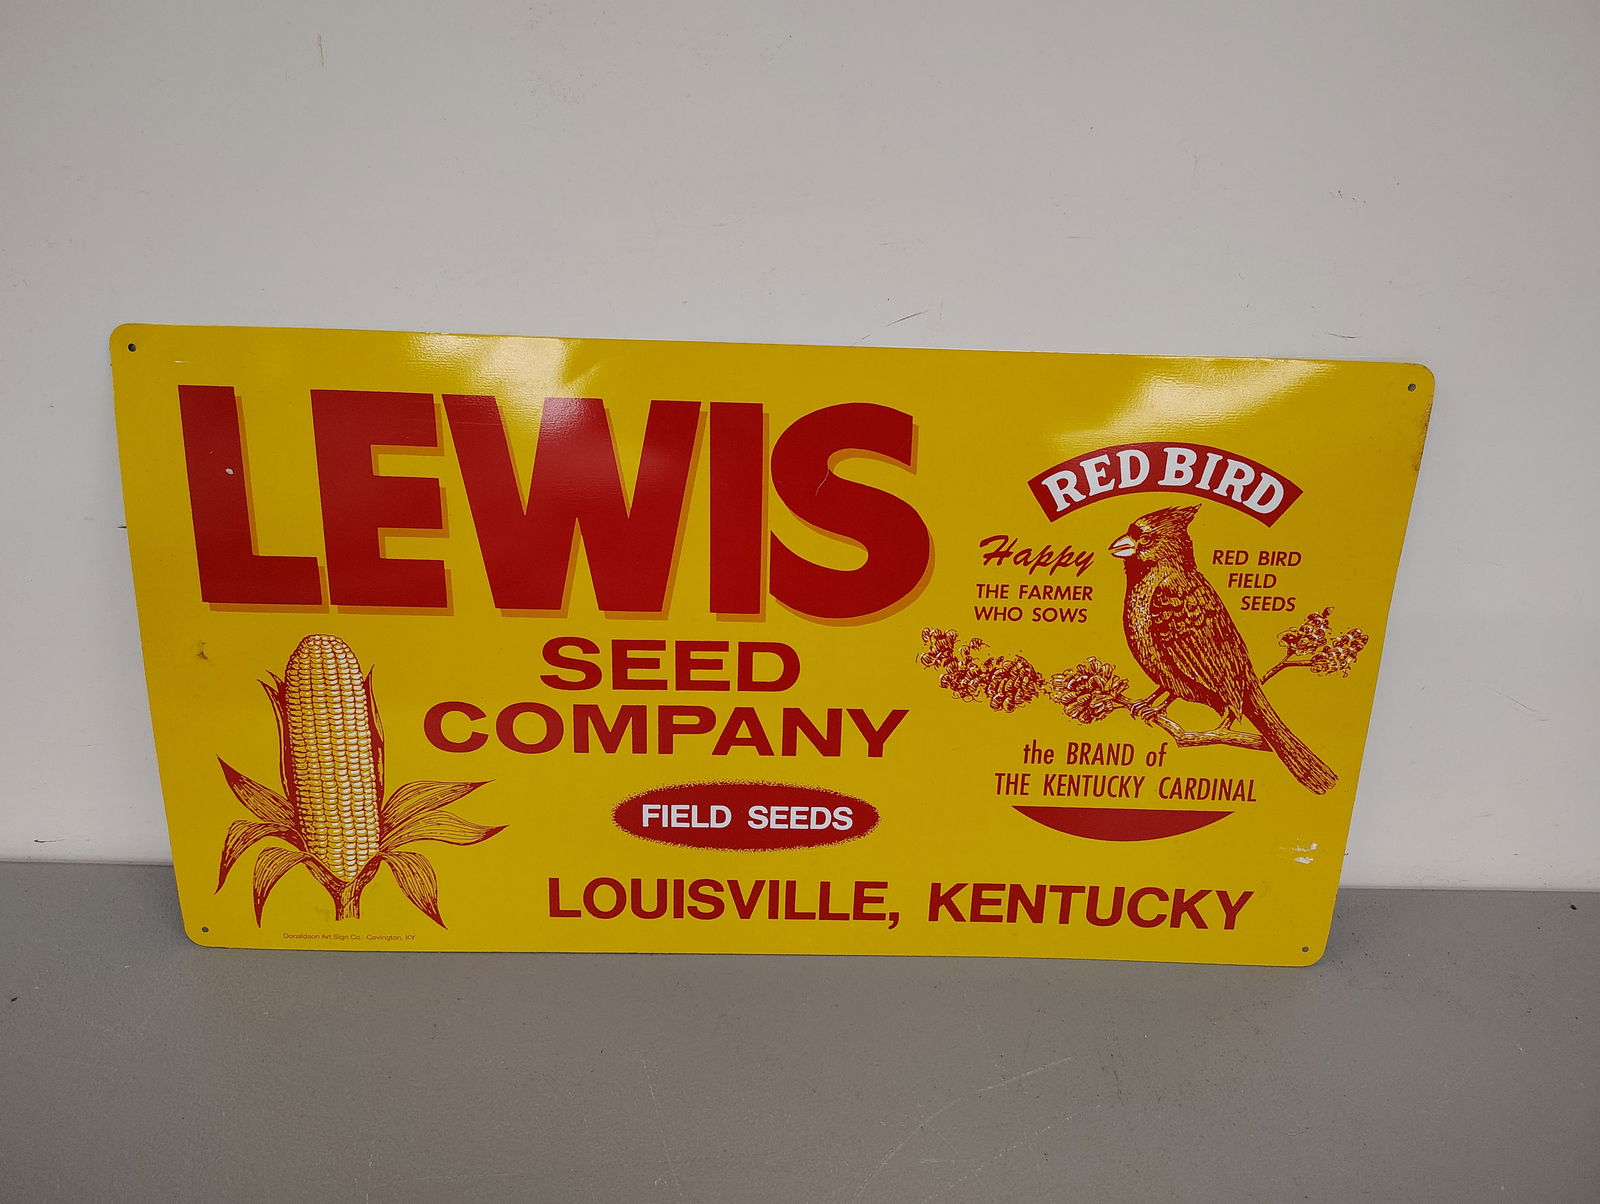 LEWIS
SEED
COMPANY
FIELD SEEDS
LOUISVILLE, KENTUCKY
RED BIRD
Happy
THE FARMER
WHO SOWS
RED BIRD
FIELD
SEEDS
the BRAND of
THE KENTUCKY CARDINAL
Donaldson Art Sign Co. Covington, KY